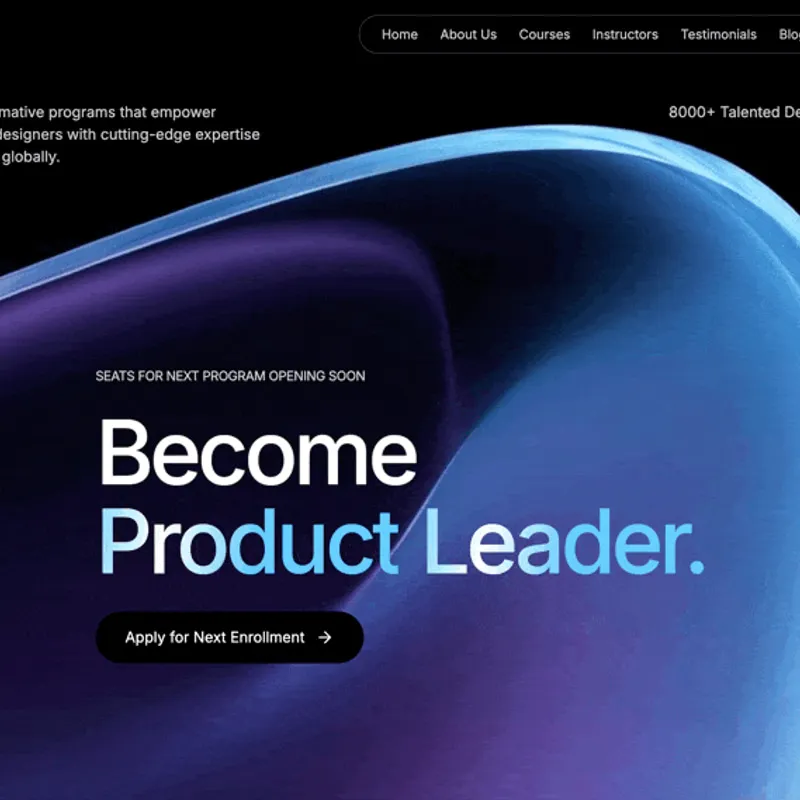 Home About Us Courses Instructors Testimonials
mative programs that empower
designers with cutting-edge expertise
globally.
8000+ Talented
SEATS FOR NEXT PROGRAM OPENING SOON
Become
Product Leader.
Apply for Next Enrollment →